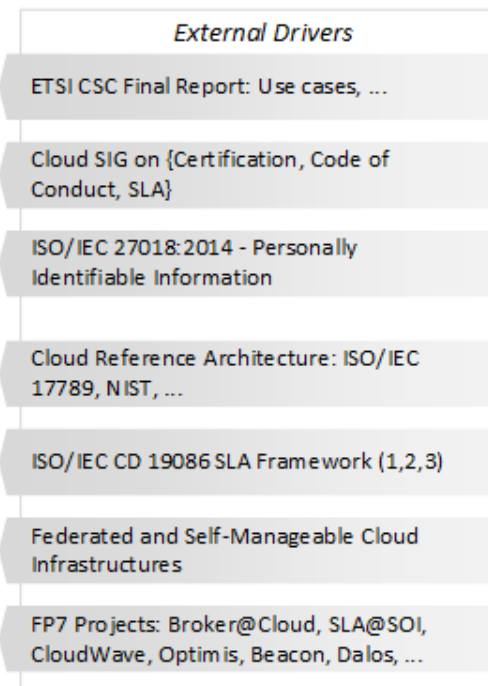 External Drivers
ETSI CSC Final Report: Use cases, ...
Cloud SIG on {Certification, Code of
Conduct, SLA}
ISO/IEC 27018:2014 - Personally
Identifiable Information
Cloud Reference Architecture: ISO/IEC
17789, NIST, ...
ISO/IEC CD 19086 SLA Framework (1,2,3)
Federated and Self-Manageable Cloud
Infrastructures
FP7 Projects: Broker@Cloud, SLA@SOI,
CloudWave, Optimis, Beacon, Dalos, ...